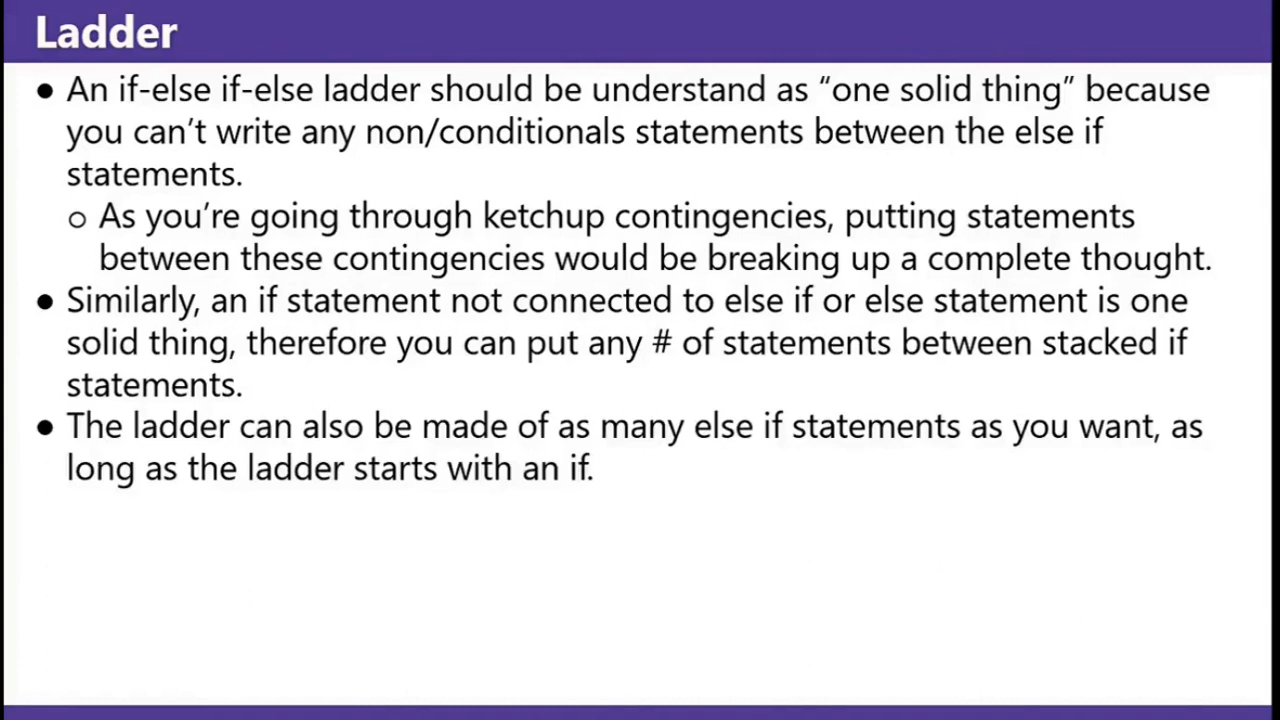 Ladder
● An if-else if-else ladder should be understand as “one solid thing” because
you can’t write any non/conditionals statements between the else if
statements.
○ As you’re going through ketchup contingencies, putting statements
between these contingencies would be breaking up a complete thought.
● Similarly, an if statement not connected to else if or else statement is one
solid thing, therefore you can put any # of statements between stacked if
statements.
● The ladder can also be made of as many else if statements as you want, as
long as the ladder starts with an if.